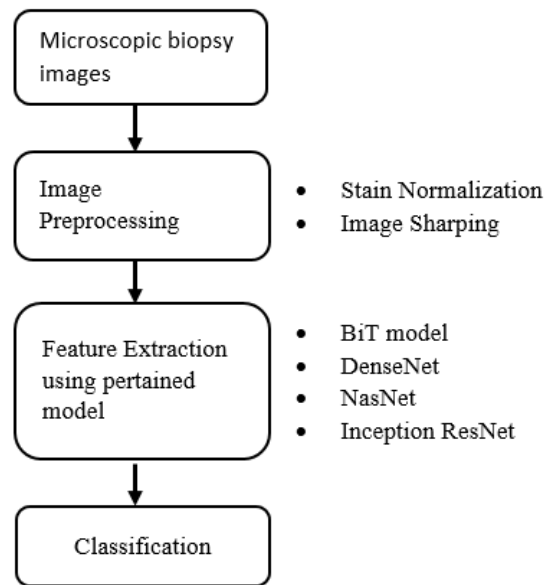 Microscopic biopsy
images
Image
Preprocessing
• Stain Normalization
• Image Sharping
Feature Extraction
using pertained
model
• BiT model
• DenseNet
• NasNet
• Inception ResNet
Classification